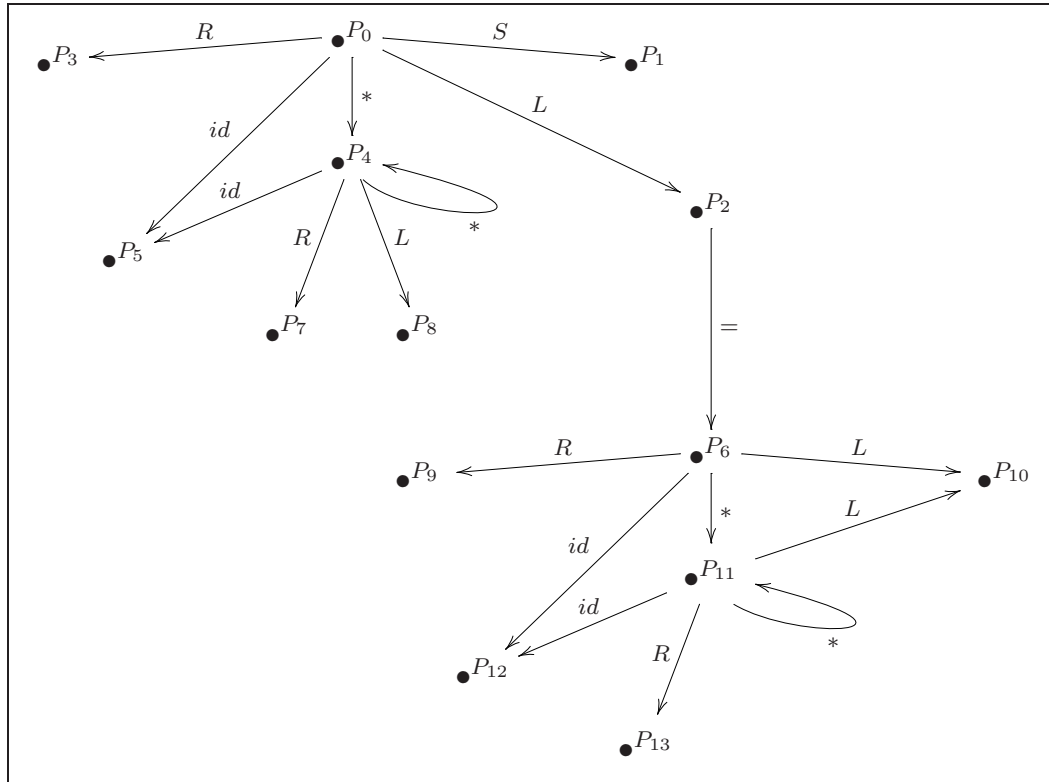 R P₀ S
P₃ P₁
* L
id
P₄
id
P₂
*
R L
P₅
P₇ P₈ =
P₆
R L
P₉ P₁₀
* L
id
P₁₁
id
*
R
P₁₂
P₁₃